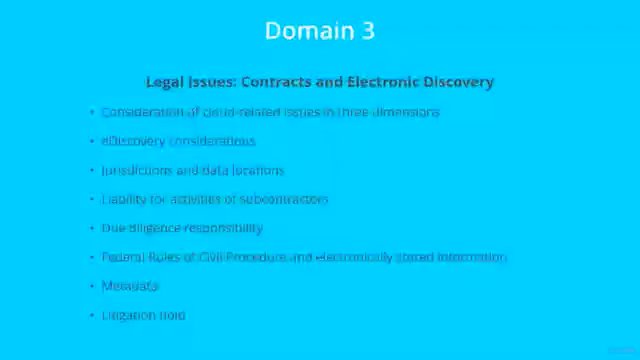 Domain 3
Legal Issues: Contracts and Electronic Discovery
• Consideration of cloud-related issues in three dimensions
• eDiscovery considerations
• Jurisdictions and data locations
• Liability for activities of subcontractors
• Due diligence responsibility
• Federal Rules of Civil Procedure and electronically stored information
• Metadata
• Litigation hold